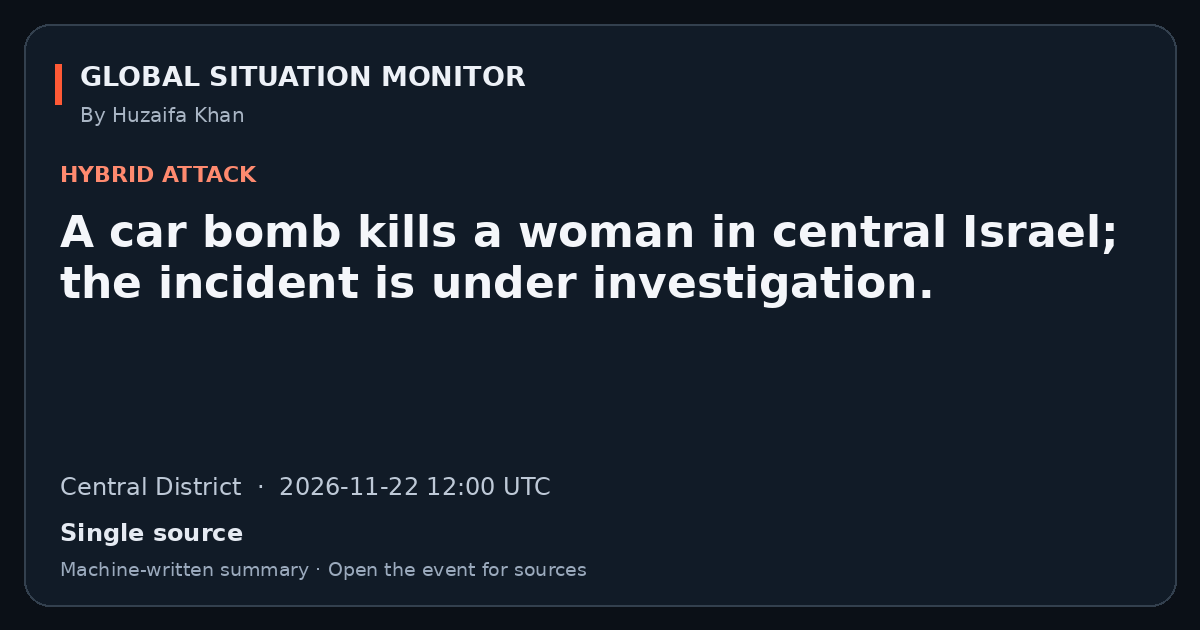 GLOBAL SITUATION MONITOR
By Huzaifa Khan
HYBRID ATTACK
A car bomb kills a woman in central Israel;
the incident is under investigation.
Central District · 2026-11-22 12:00 UTC
Single source
Machine-written summary · Open the event for sources